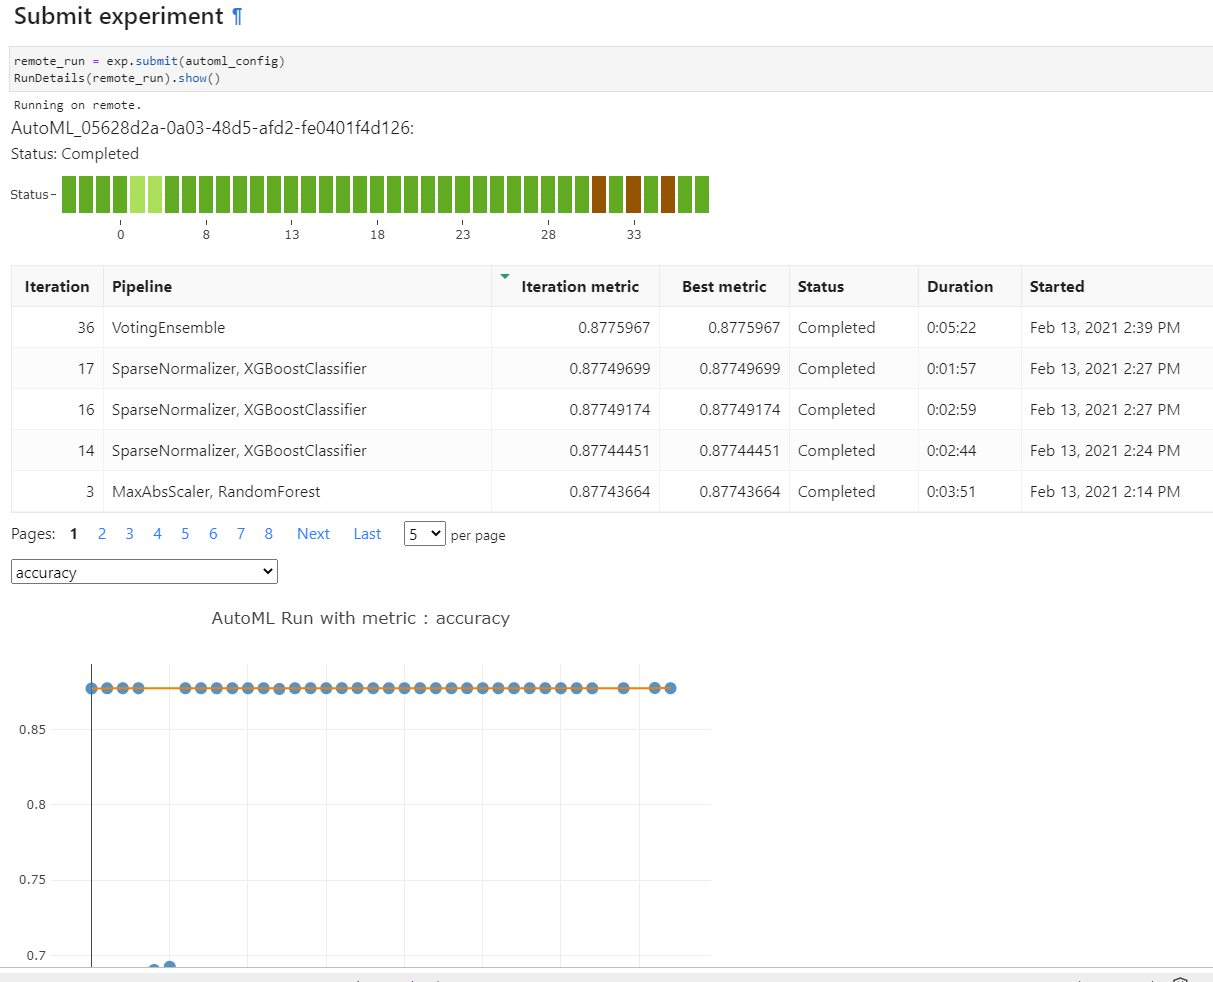 Submit experiment ¶
remote_run = exp.submit(automl_config)
RunDetails(remote_run).show()
Running on remote.
AutoML_05628d2a-0a03-48d5-afd2-fe0401f4d126:
Status: Completed
Status
0 8 13 18 23 28 33
Iteration Pipeline Iteration metric Best metric Status Duration Started
36 VotingEnsemble 0.8775967 0.8775967 Completed 0:05:22 Feb 13, 2021 2:39 PM
17 SparseNormalizer, XGBoostClassifier 0.87749699 0.87749699 Completed 0:01:57 Feb 13, 2021 2:27 PM
16 SparseNormalizer, XGBoostClassifier 0.87749174 0.87749174 Completed 0:02:59 Feb 13, 2021 2:27 PM
14 SparseNormalizer, XGBoostClassifier 0.87744451 0.87744451 Completed 0:02:44 Feb 13, 2021 2:24 PM
3 MaxAbsScaler, RandomForest 0.87743664 0.87743664 Completed 0:03:51 Feb 13, 2021 2:14 PM
Pages: 1 2 3 4 5 6 7 8 Next Last 5 per page
accuracy
AutoML Run with metric : accuracy
0.85
0.8
0.75
0.7